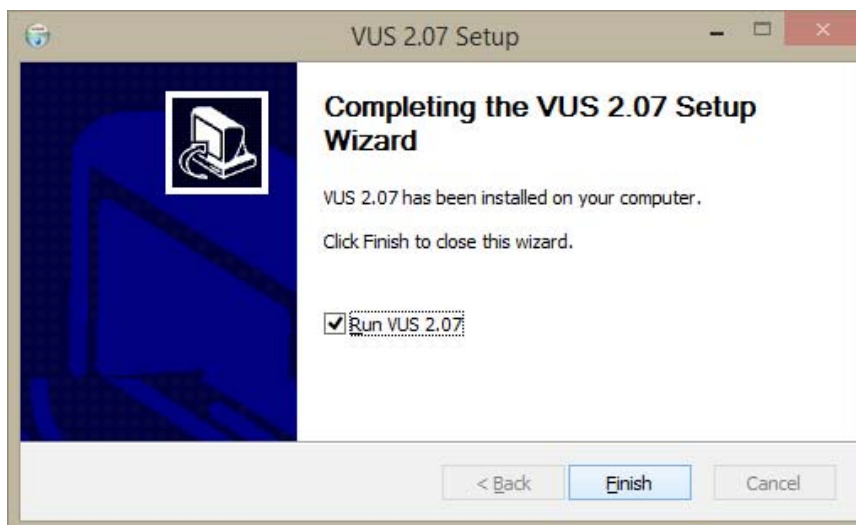 VUS 2.07 Setup
Completing the VUS 2.07 Setup
Wizard
VUS 2.07 has been installed on your computer.
Click Finish to close this wizard.
Run VUS 2.07
< Back
Finish
Cancel